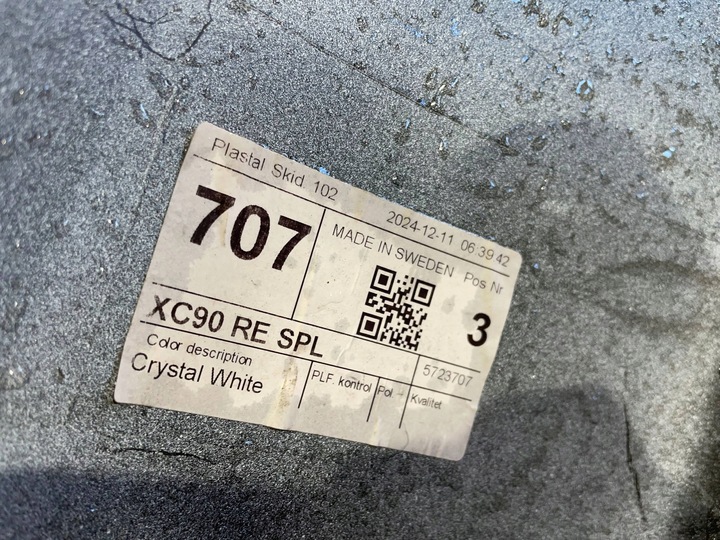 Plastal Skid. 102
2024-12-11 06:39:42
707
MADE IN SWEDEN
Pos Nr
3
XC90 RE SPL
5723707
Color description
Crystal White
PLF. kontrol
Pol
Kvalitet